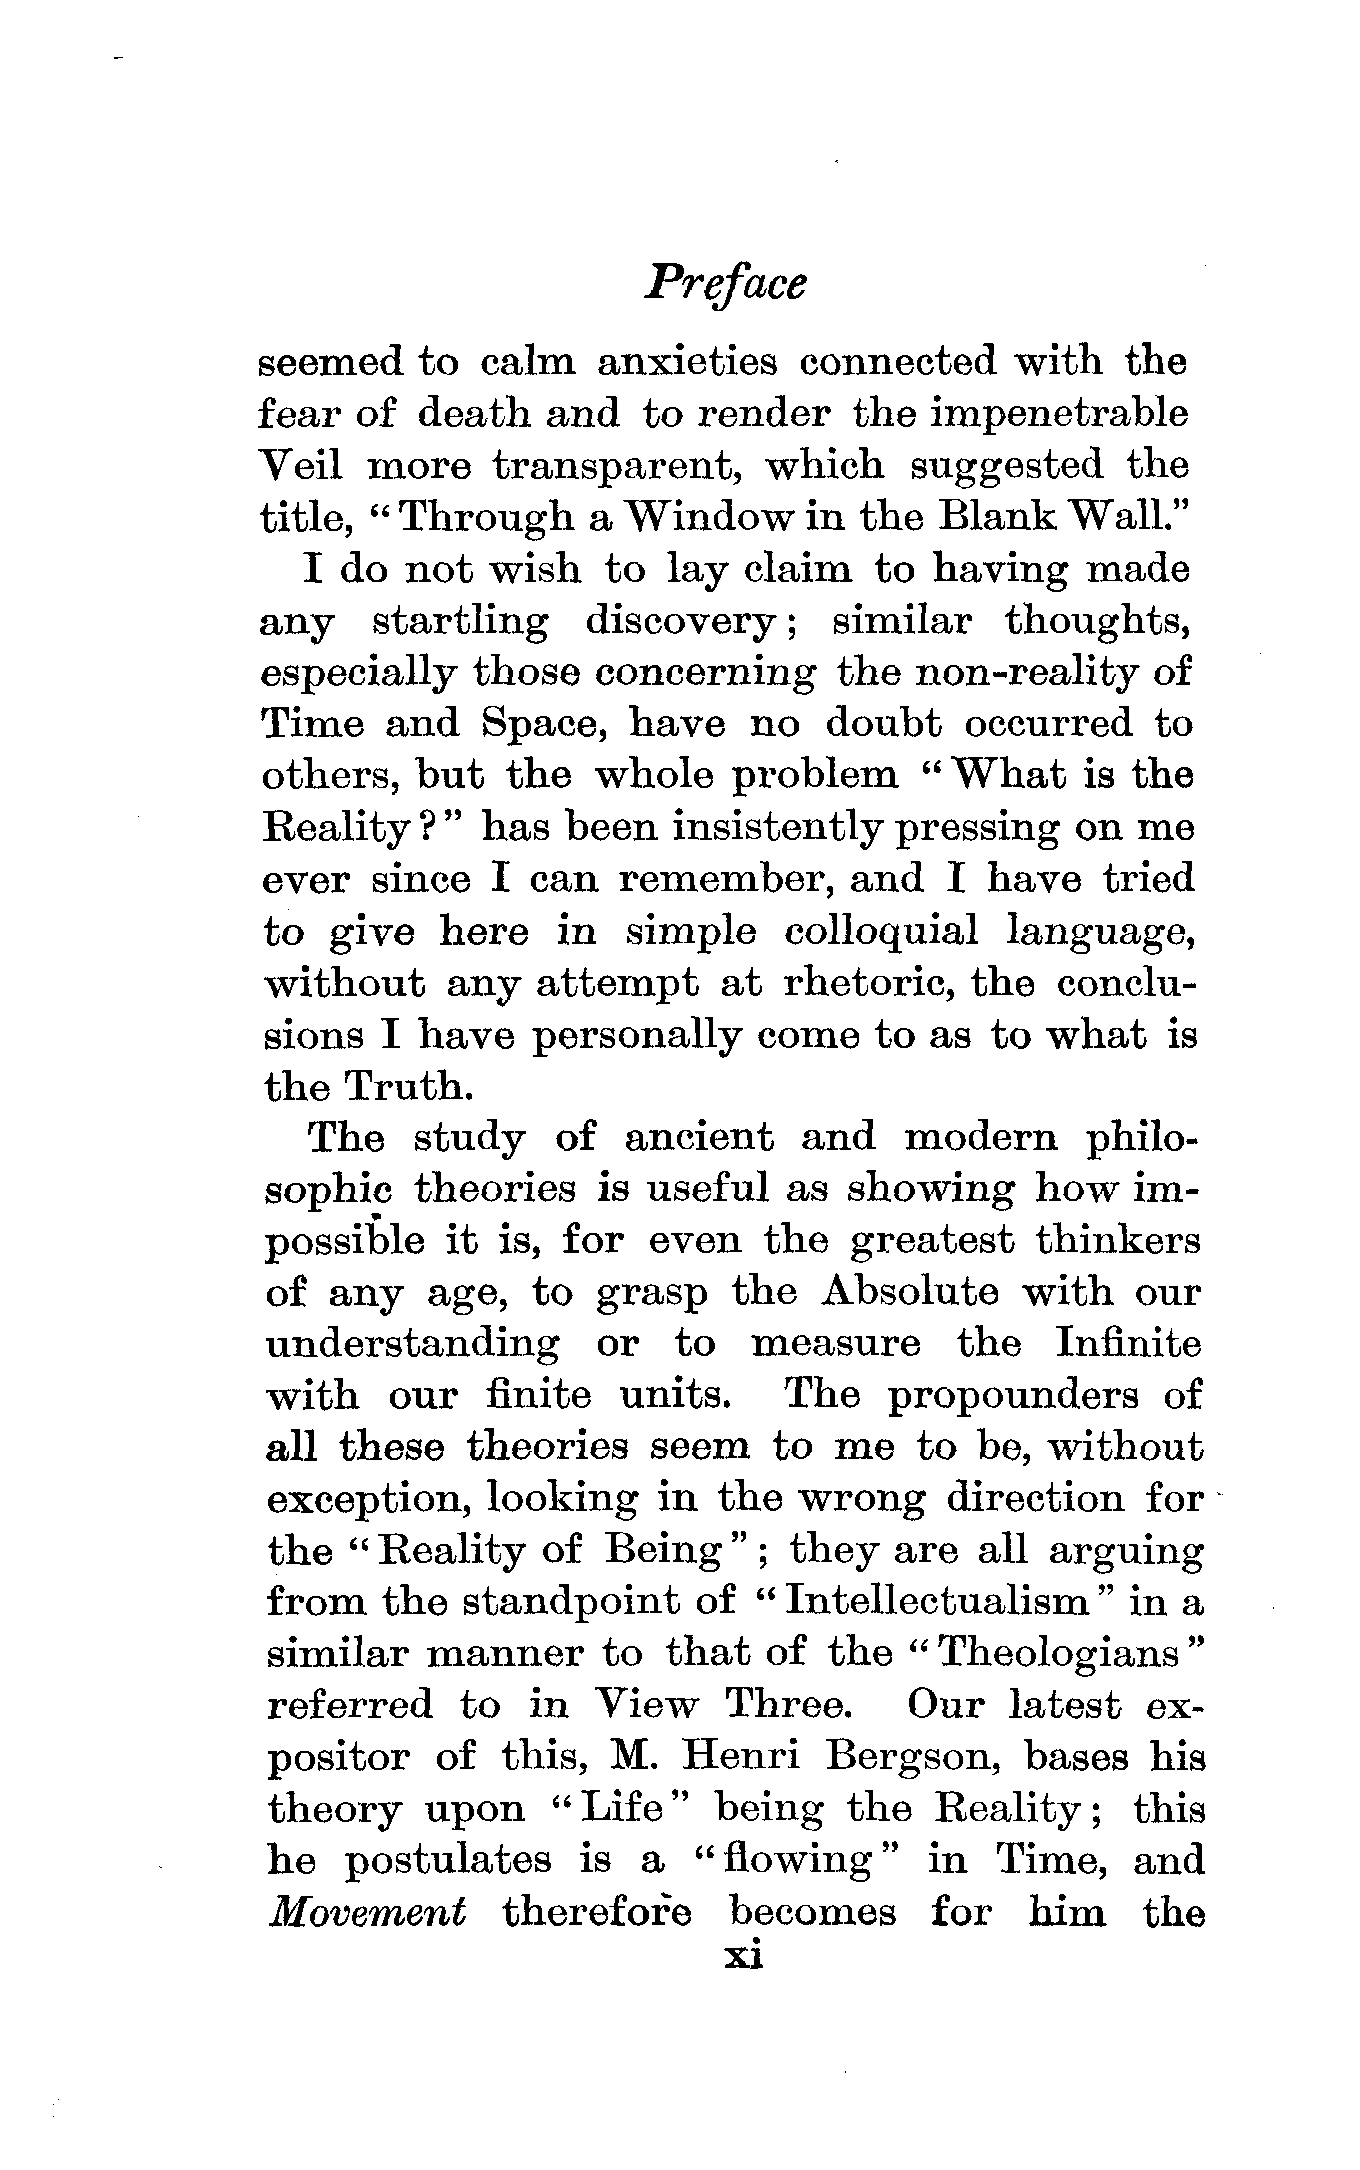 Preface
seemed to calm anxieties connected with the
fear of death and to render the impenetrable
Veil more transparent, which suggested the
title, “Through a Window in the Blank Wall.”
I do not wish to lay claim to having made
any startling discovery; similar thoughts,
especially those concerning the non-reality of
Time and Space, have no doubt occurred to
others, but the whole problem “What is the
Reality?” has been insistently pressing on me
ever since I can remember, and I have tried
to give here in simple colloquial language,
without any attempt at rhetoric, the conclu-
sions I have personally come to as to what is
the Truth.
The study of ancient and modern philo-
sophic theories is useful as showing how im-
possible it is, for even the greatest thinkers
of any age, to grasp the Absolute with our
understanding or to measure the Infinite
with our finite units. The propounders of
all these theories seem to me to be, without
exception, looking in the wrong direction for
the “Reality of Being”; they are all arguing
from the standpoint of “Intellectualism” in a
similar manner to that of the “Theologians”
referred to in View Three. Our latest ex-
positor of this, M. Henri Bergson, bases his
theory upon “Life” being the Reality; this
he postulates is a “flowing” in Time, and
Movement therefore becomes for him the
xi